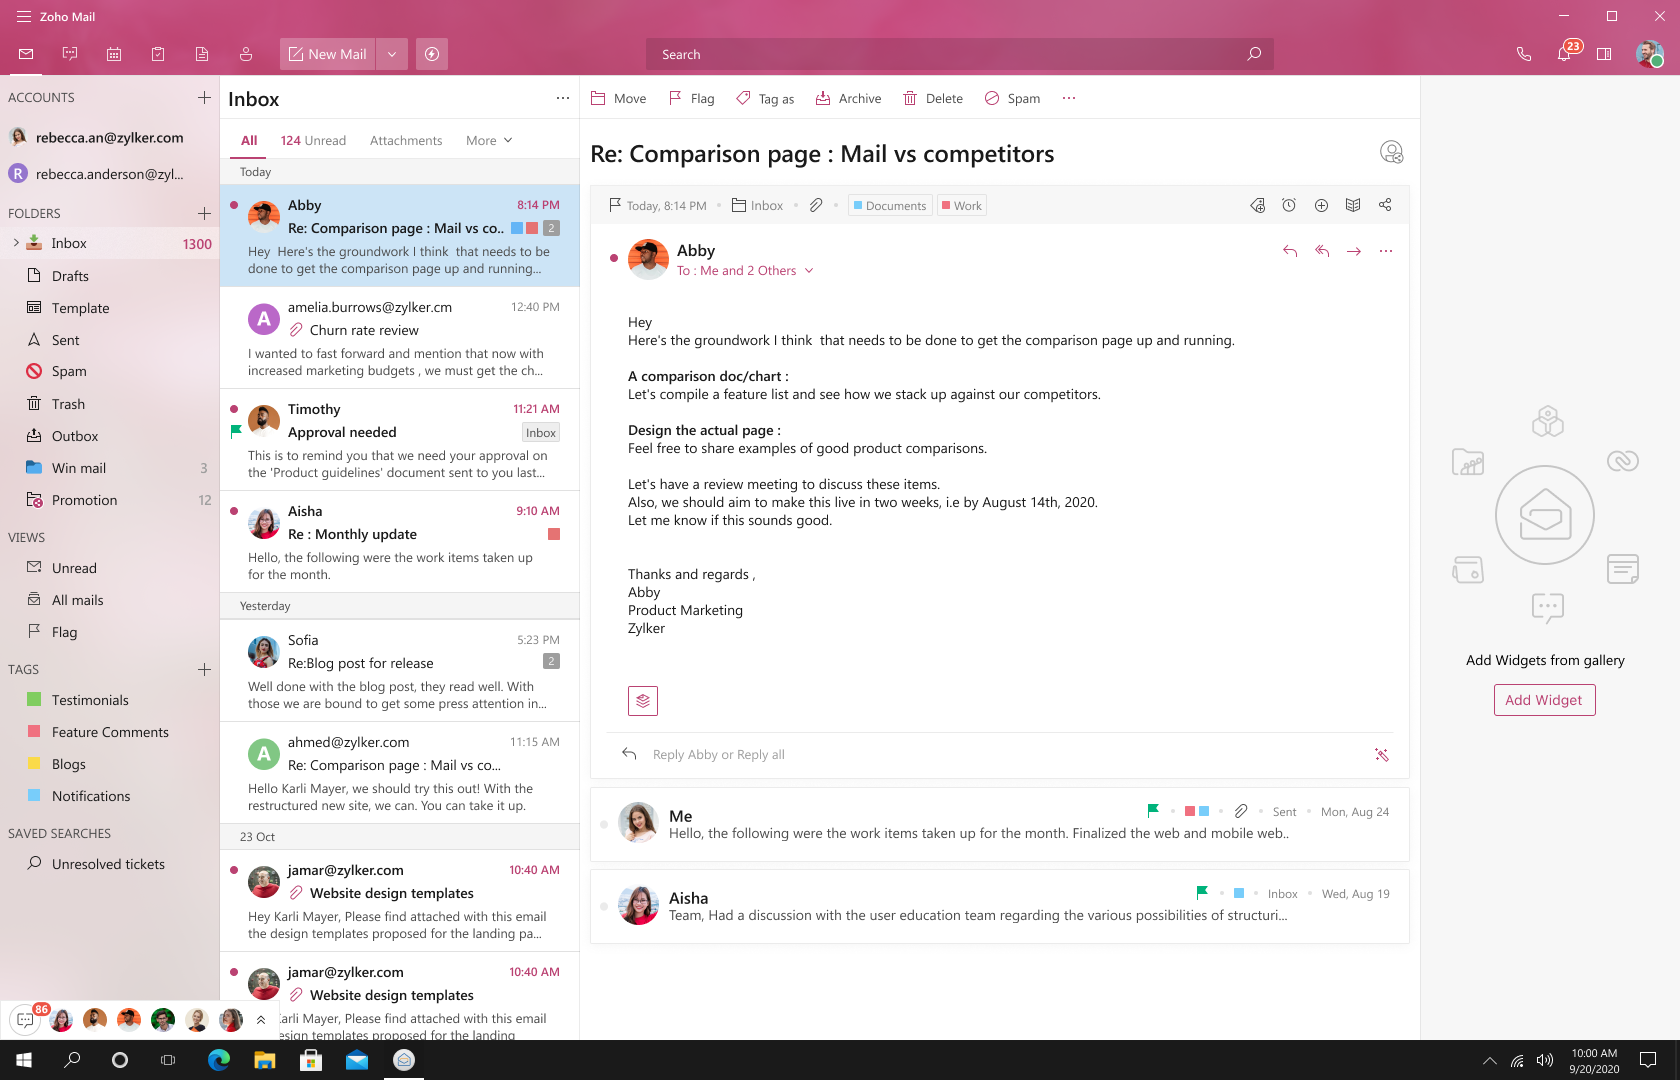 Zoho Mail
New Mail
Search
23
ACCOUNTS
rebecca.an@zylker.com
R
rebecca.anderson@zyl...
FOLDERS
Inbox 1300
Drafts
Template
Sent
Spam
Trash
Outbox
Win mail 3
Promotion 12
VIEWS
Unread
All mails
Flag
TAGS
Testimonials
Feature Comments
Blogs
Notifications
SAVED SEARCHES
Unresolved tickets
86
Inbox
All 124 Unread Attachments More
Today
Abby 8:14 PM
Re: Comparison page : Mail vs co.. 2
Hey Here's the groundwork I think that needs to be
done to get the comparison page up and running...
A
amelia.burrows@zylker.cm 12:40 PM
Churn rate review
I wanted to fast forward and mention that now with
increased marketing budgets , we must get the ch...
Timothy 11:21 AM
Approval needed Inbox
This is to remind you that we need your approval on
the 'Product guidelines' document sent to you last...
Aisha 9:10 AM
Re : Monthly update
Hello, the following were the work items taken up
for the month.
Yesterday
Sofia 5:23 PM
Re:Blog post for release 2
Well done with the blog post, they read well. With
those we are bound to get some press attention in...
A
ahmed@zylker.com 11:15 AM
Re: Comparison page : Mail vs co...
Hello Karli Mayer, we should try this out! With the
restructured new site, we can. You can take it up.
23 Oct
jamar@zylker.com 10:40 AM
Website design templates
Hey Karli Mayer, Please find attached with this email
the design templates proposed for the landing pa...
jamar@zylker.com 10:40 AM
Website design templates
Karli Mayer, Please find attached with this email
design templates proposed for the landing
Move Flag Tag as Archive Delete Spam
Re: Comparison page : Mail vs competitors
Today, 8:14 PM Inbox Documents Work
Abby
To : Me and 2 Others
Hey
Here's the groundwork I think that needs to be done to get the comparison page up and running.
A comparison doc/chart :
Let's compile a feature list and see how we stack up against our competitors.
Design the actual page :
Feel free to share examples of good product comparisons.
Let's have a review meeting to discuss these items.
Also, we should aim to make this live in two weeks, i.e by August 14th, 2020.
Let me know if this sounds good.
Thanks and regards ,
Abby
Product Marketing
Zylker
Reply Abby or Reply all
Me Sent Mon, Aug 24
Hello, the following were the work items taken up for the month. Finalized the web and mobile web..
Aisha Inbox Wed, Aug 19
Team, Had a discussion with the user education team regarding the various possibilities of structuri...
Add Widgets from gallery
Add Widget
10:00 AM
9/20/2020